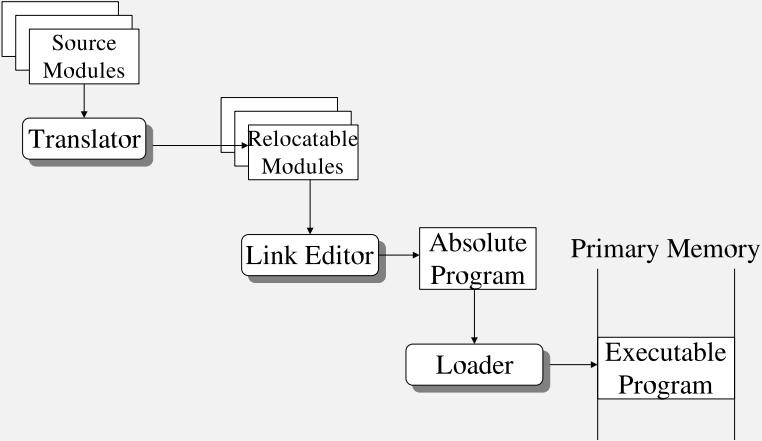 Source
Modules
Translator
Relocatable
Modules
Link Editor
Absolute
Program
Primary Memory
Loader
Executable
Program